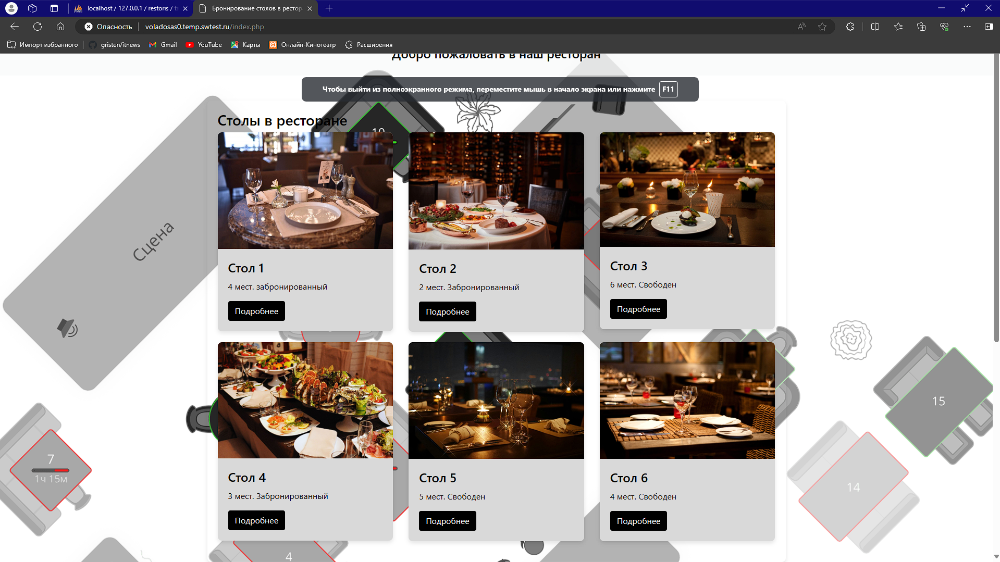 localhost / 127.0.0.1 / restoris /
Бронирование столов в рестор
Опасность
voladosas0.temp.swtest.ru/index.php
Импорт избранного
gristen/itnews
Gmail
YouTube
Карты
Онлайн-Кинотеатр
Расширения
Добро пожаловать в наш ресторан
Чтобы выйти из полноэкранного режима, переместите мышь в начало экрана или нажмите F11
Столы в ресторане
10
Сцена
Стол 1
4 мест. забронированный
Подробнее
Стол 2
2 мест. Забронированный
Подробнее
Стол 3
6 мест. Свободен
Подробнее
Стол 4
3 мест. Забронированный
Подробнее
Стол 5
5 мест. Свободен
Подробнее
Стол 6
4 мест. Свободен
Подробнее
7
1ч 15м
15
14
4